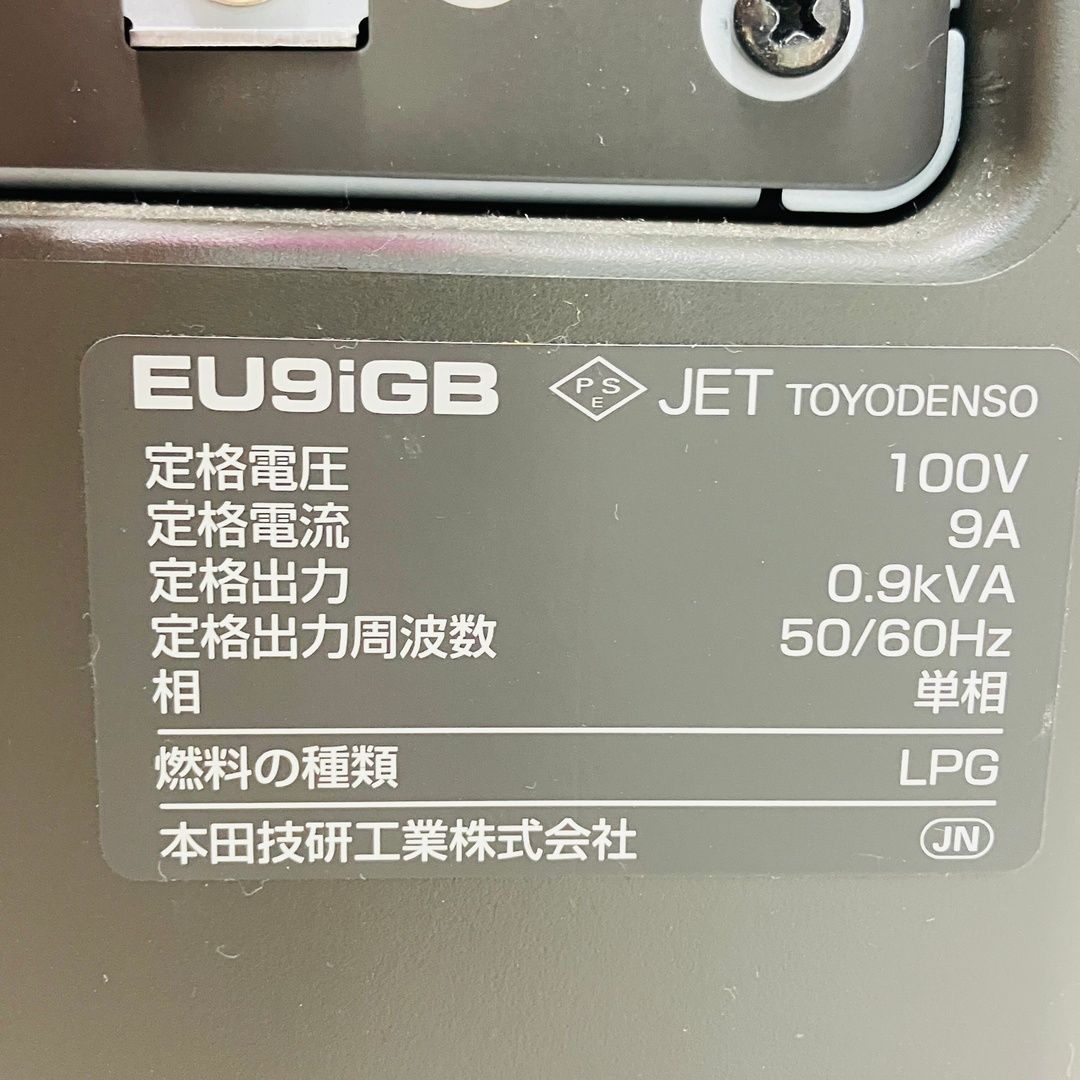 EU9iGB PSE JET TOYODENSO
定格電圧 100V
定格電流 9A
定格出力 0.9kVA
定格出力周波数 50/60Hz
相 単相
燃料の種類 LPG
本田技研工業株式会社 JN